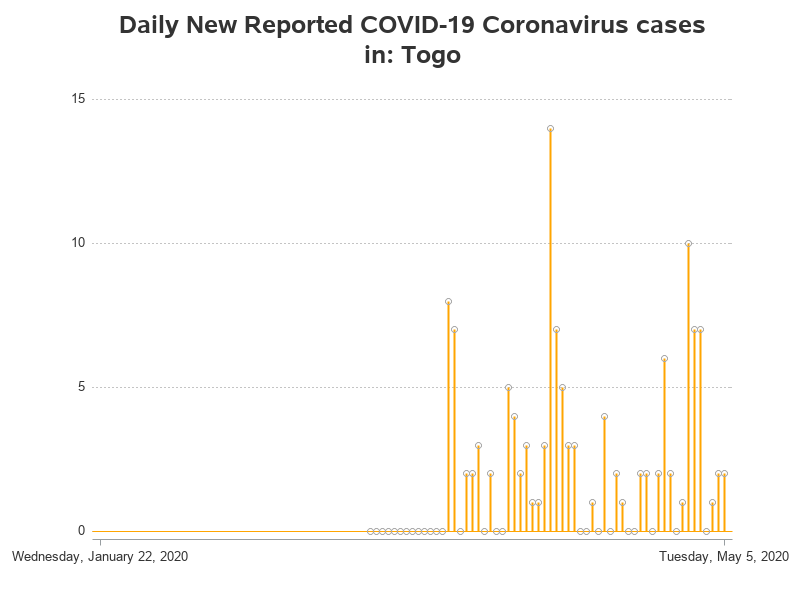 Daily New Reported COVID-19 Coronavirus cases
in: Togo
15
10
5
0
Wednesday, January 22, 2020
Tuesday, May 5, 2020